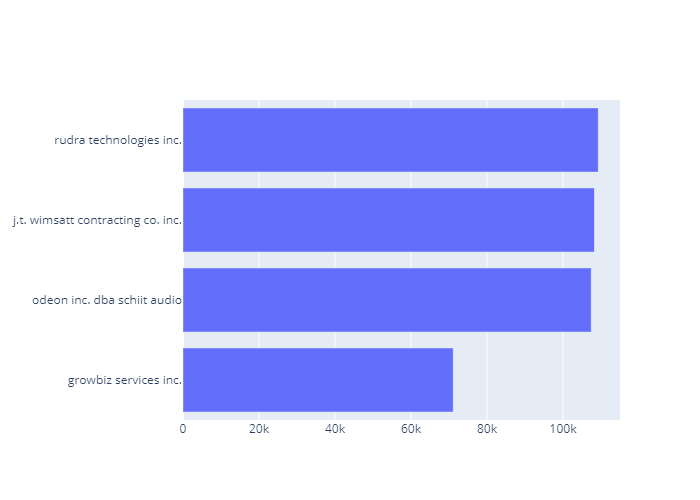 rudra technologies inc.
j.t. wimsatt contracting co. inc.
odeon inc. dba schiit audio
growbiz services inc.
0 20k 40k 60k 80k 100k